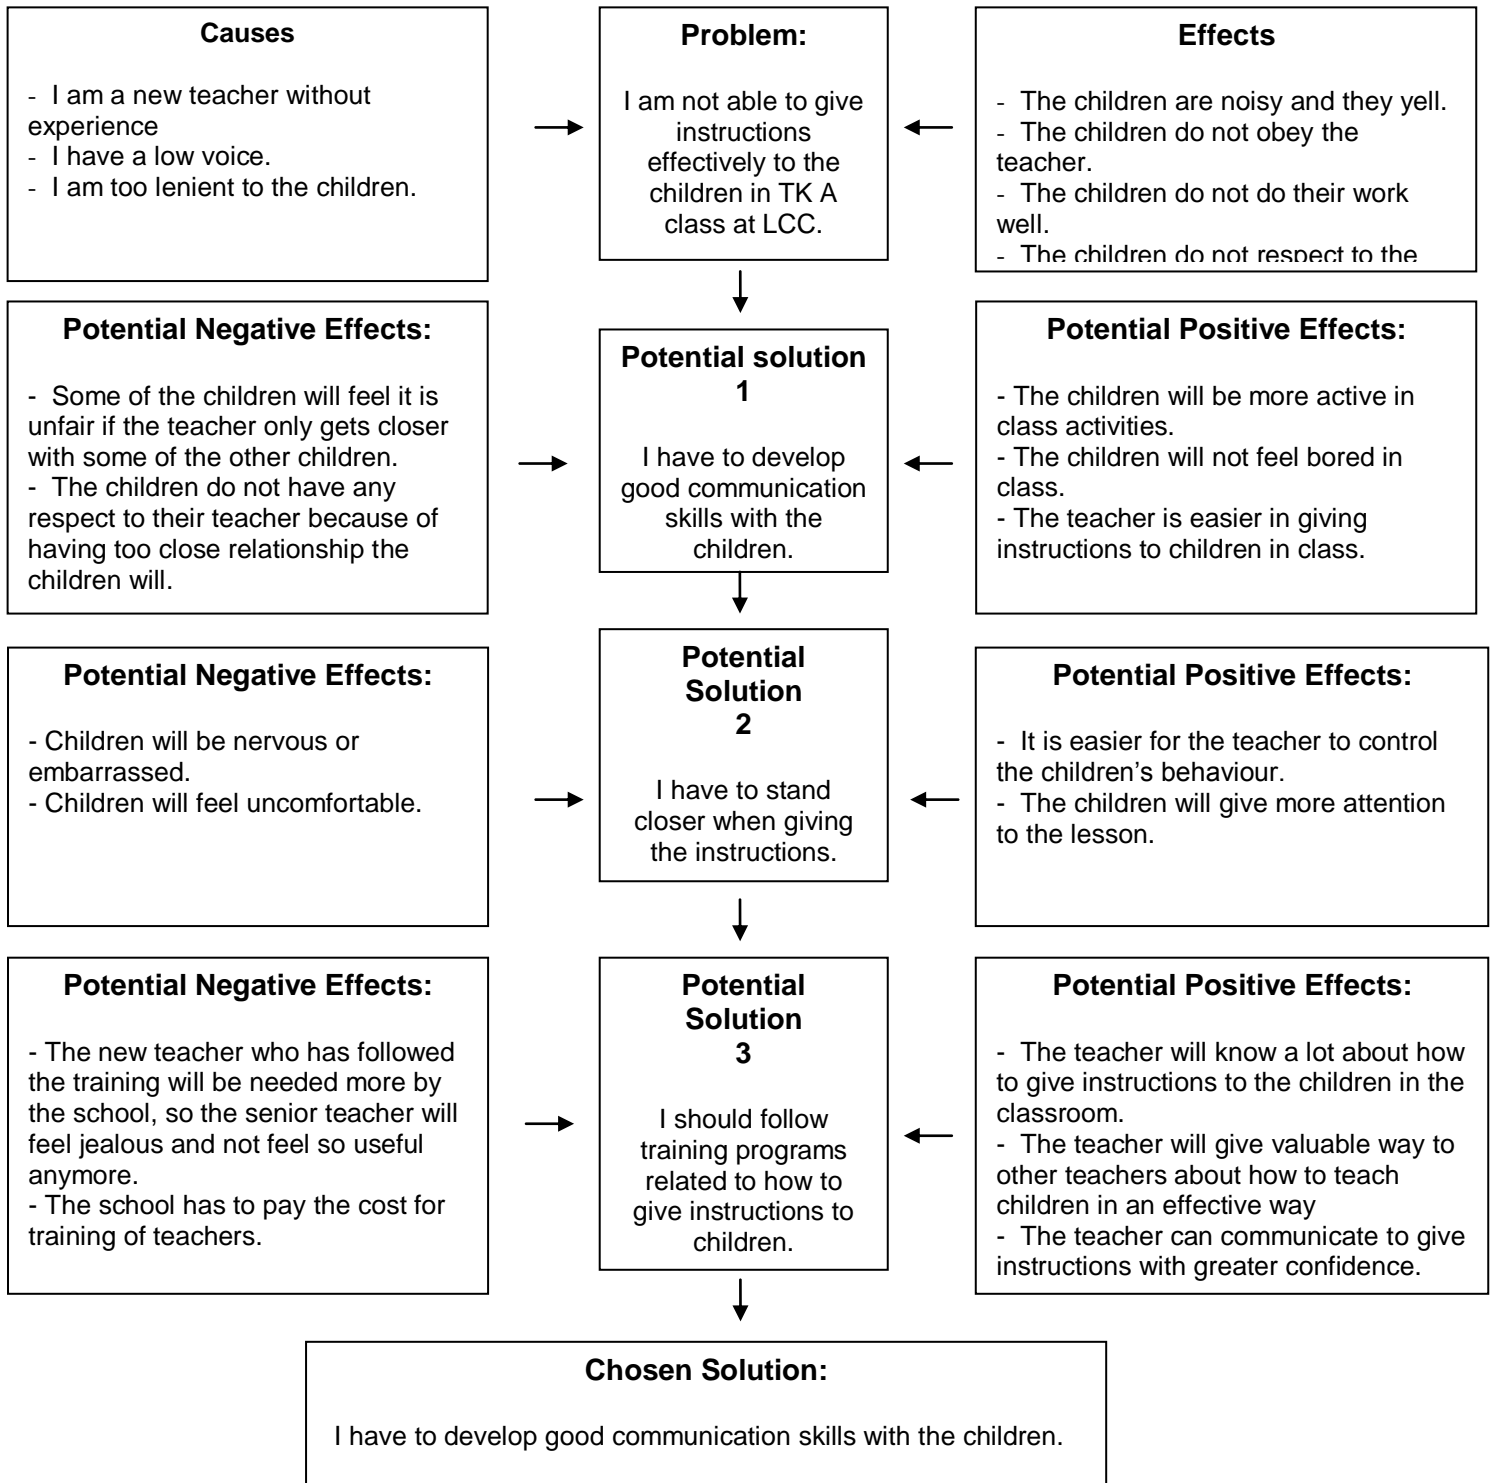 Causes
- I am a new teacher without
experience
- I have a low voice.
- I am too lenient to the children.
Problem:
I am not able to give
instructions
effectively to the
children in TK A
class at LCC.
Effects
- The children are noisy and they yell.
- The children do not obey the
teacher.
- The children do not do their work
well.
- The children do not respect to the
Potential Negative Effects:
- Some of the children will feel it is
unfair if the teacher only gets closer
with some of the other children.
- The children do not have any
respect to their teacher because of
having too close relationship the
children will.
Potential solution
1
I have to develop
good communication
skills with the
children.
Potential Positive Effects:
- The children will be more active in
class activities.
- The children will not feel bored in
class.
- The teacher is easier in giving
instructions to children in class.
Potential Negative Effects:
- Children will be nervous or
embarrassed.
- Children will feel uncomfortable.
Potential
Solution
2
I have to stand
closer when giving
the instructions.
Potential Positive Effects:
- It is easier for the teacher to control
the children's behaviour.
- The children will give more attention
to the lesson.
Potential Negative Effects:
- The new teacher who has followed
the training will be needed more by
the school, so the senior teacher will
feel jealous and not feel so useful
anymore.
- The school has to pay the cost for
training of teachers.
Potential
Solution
3
I should follow
training programs
related to how to
give instructions to
children.
Potential Positive Effects:
- The teacher will know a lot about how
to give instructions to the children in the
classroom.
- The teacher will give valuable way to
other teachers about how to teach
children in an effective way
- The teacher can communicate to give
instructions with greater confidence.
Chosen Solution:
I have to develop good communication skills with the children.